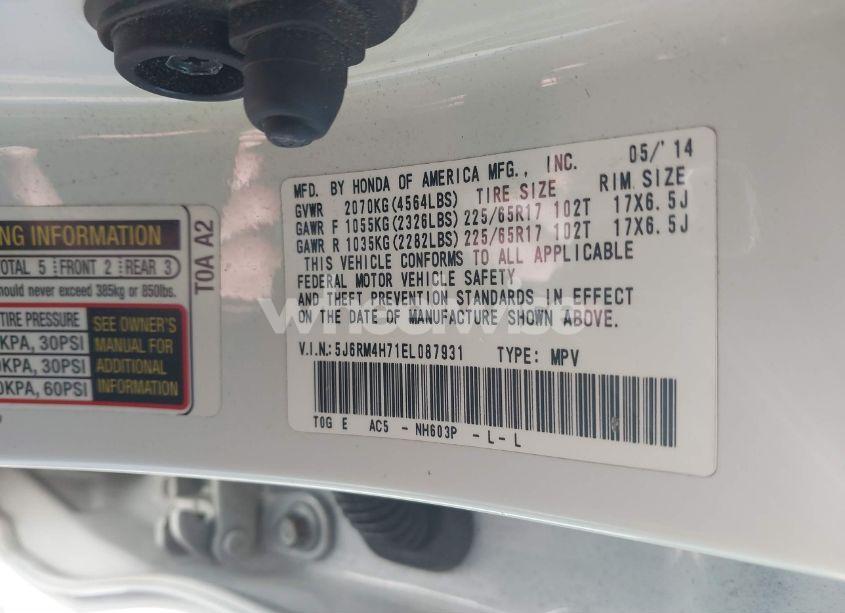 MFD. BY HONDA OF AMERICA MFG., INC. 05/'14
GVWR 2070KG(4564LBS) TIRE SIZE RIM SIZE
GAWR F 1055KG(2326LBS) 225/65R17 102T 17X6.5J
GAWR R 1035KG(2282LBS) 225/65R17 102T 17X6.5J
THIS VEHICLE CONFORMS TO ALL APPLICABLE
FEDERAL MOTOR VEHICLE SAFETY
AND THEFT PREVENTION STANDARDS IN EFFECT
ON THE DATE OF MANUFACTURE SHOWN ABOVE.
V.I.N.:5J6RM4H71EL087931 TYPE: MPV
T0G E AC5 - NH603P - L - L
NG INFORMATION
TOTAL 5 FRONT 2 REAR 3
hould never exceed 385kg or 850lbs.
TIRE PRESSURE
KPA, 30PSI
0KPA, 30PSI
0KPA, 60PSI
SEE OWNER'S
MANUAL FOR
ADDITIONAL
INFORMATION
T0A A2